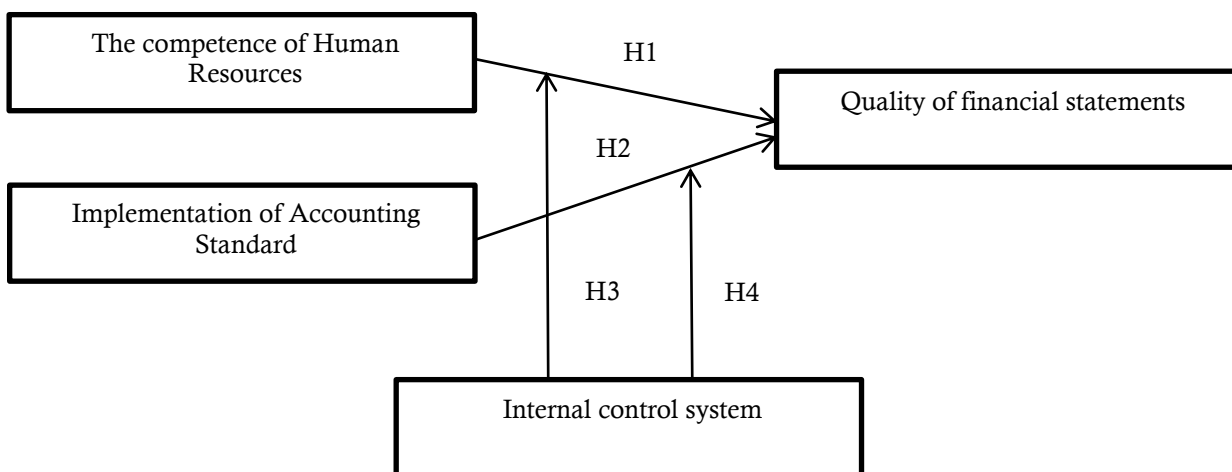 The competence of Human
Resources
H1
Quality of financial statements
H2
Implementation of Accounting
Standard
H3
H4
Internal control system